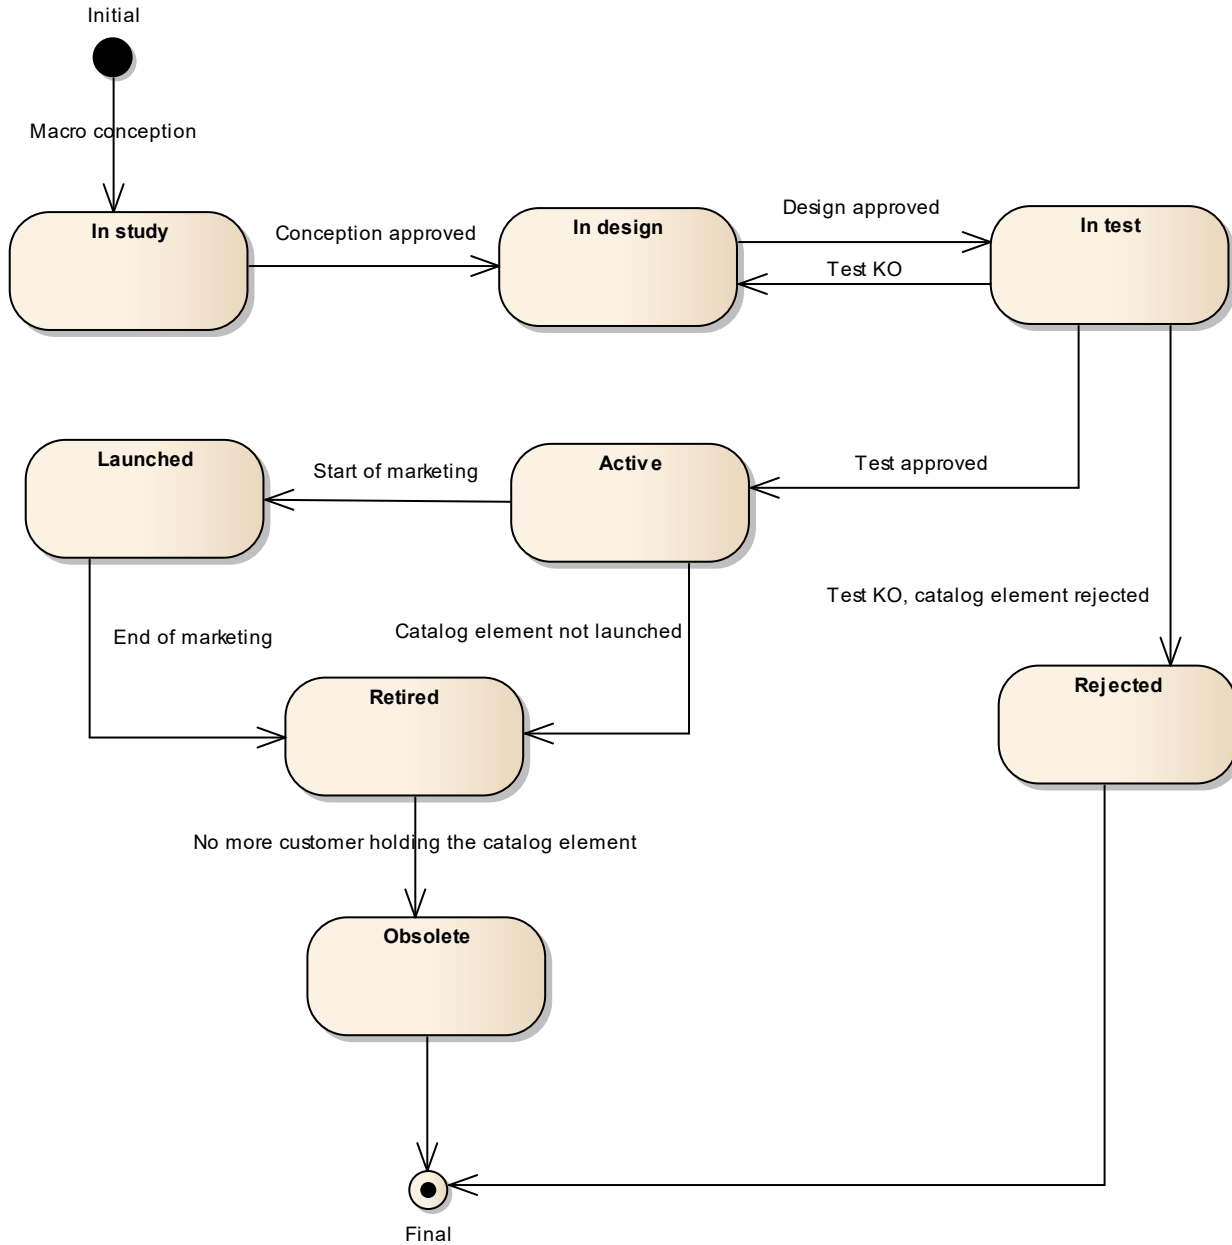 Initial
Macro conception
In study
Conception approved
In design
Design approved
Test KO
In test
Launched
Start of marketing
Active
Test approved
Test KO, catalog element rejected
End of marketing
Catalog element not launched
Retired
Rejected
No more customer holding the catalog element
Obsolete
Final